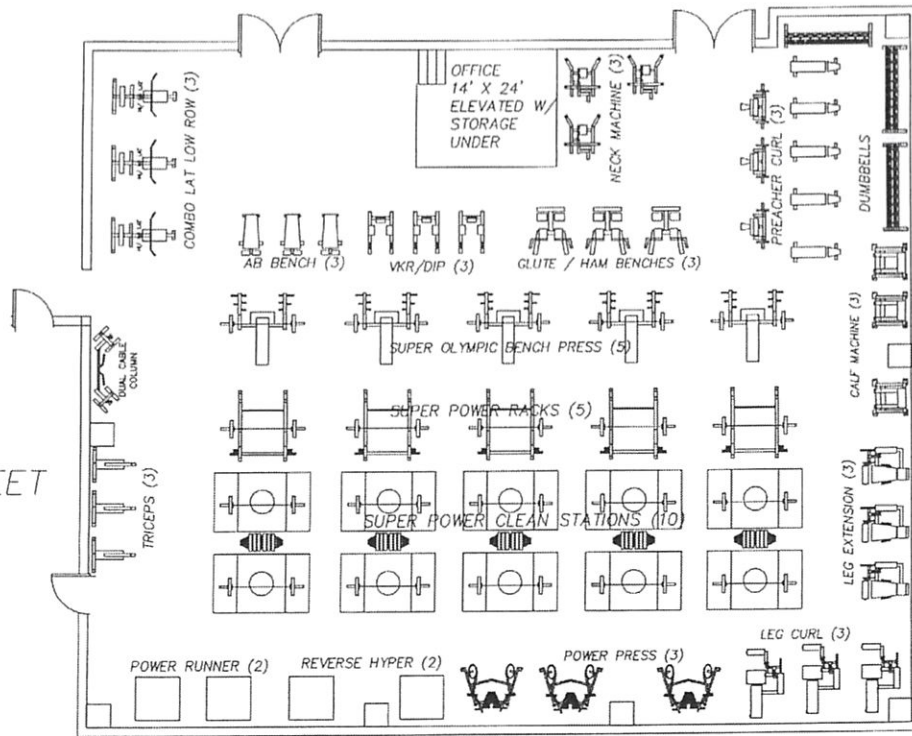 OFFICE
14' X 24'
ELEVATED W/
STORAGE
UNDER
COMBO LAT LOW ROW (3)
NECK MACHINE (3)
PREACHER CURL (3)
DUMBBELLS
AB BENCH (3)
VKR/DIP (3)
GLUTE / HAM BENCHES (3)
SUPER OLYMPIC BENCH PRESS (5)
CALF MACHINE (3)
DUAL CABLE
COLUMN
SUPER POWER RACKS (5)
EET
TRICEPS (3)
SUPER POWER CLEAN STATIONS (10)
LEG EXTENSION (3)
POWER RUNNER (2)
REVERSE HYPER (2)
POWER PRESS (3)
LEG CURL (3)